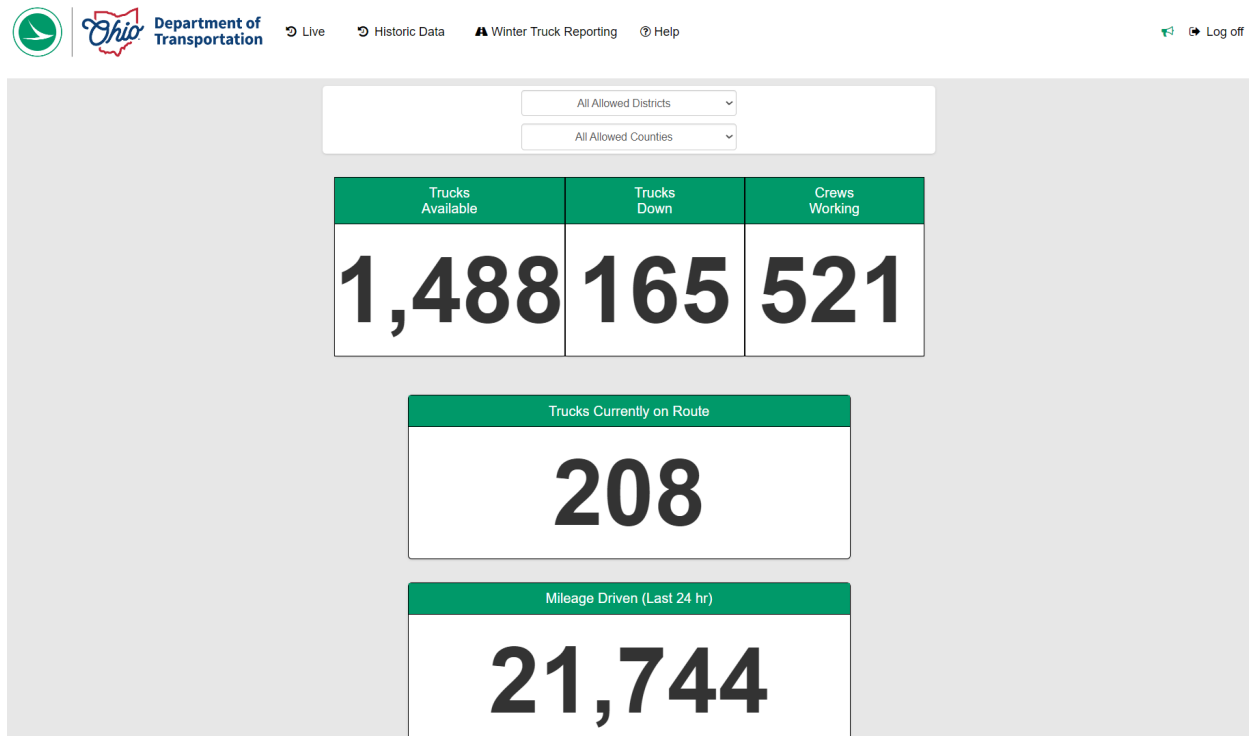 Ohio
Department of
Transportation
Live
Historic Data
Winter Truck Reporting
Help
Log off
All Allowed Districts
All Allowed Counties
Trucks
Available
Trucks
Down
Crews
Working
1,488
165
521
Trucks Currently on Route
208
Mileage Driven (Last 24 hr)
21,744